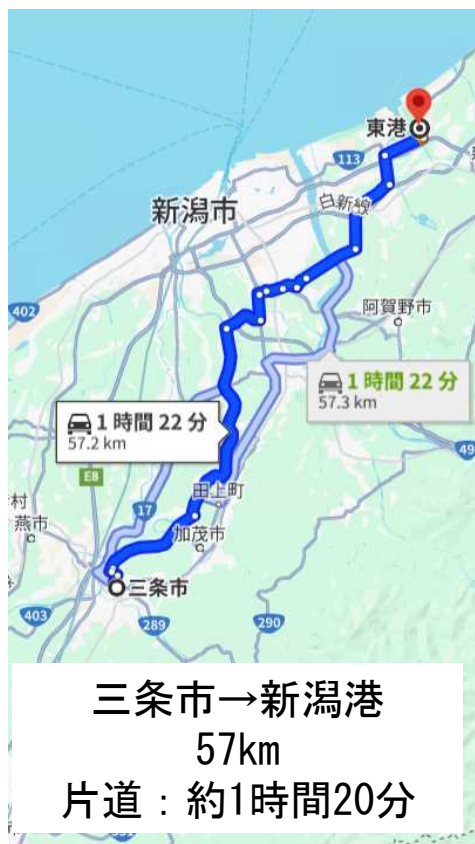 東港
113
白新線
新潟市
402
阿賀野市
1 時間 22 分
57.3 km
1 時間 22 分
57.2 km
49
E8
田上町
村
17
燕市
加茂市
三条市
403
289
290
三条市→新潟港
57km
片道：約1時間20分